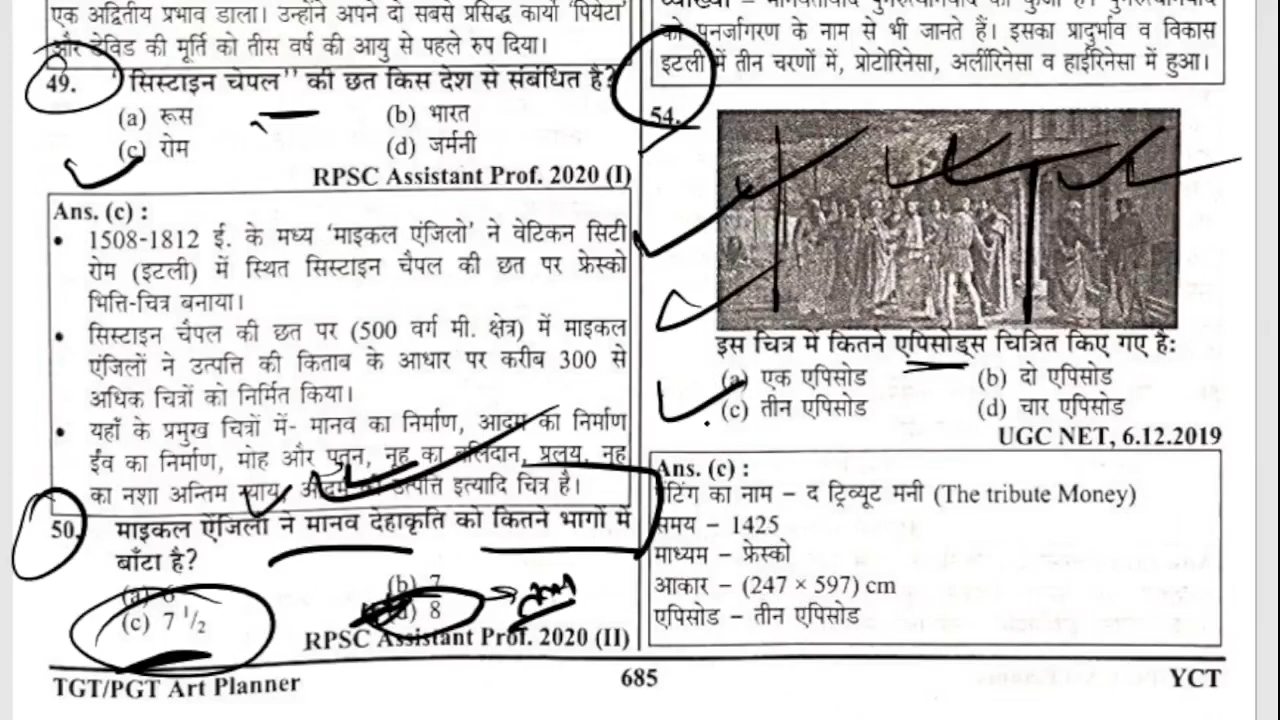 एक अद्वितीय प्रभाव डाला। उन्होंने अपने दो सबसे प्रसिद्ध कार्यो 'पियेटा'
और डेविड की मूर्ति को तीस वर्ष की आयु से पहले रुप दिया।
49. "सिस्टाइन चेपल" की छत किस देश से संबंधित है?
(a) रूस (b) भारत
(c) रोम (d) जर्मनी
RPSC Assistant Prof. 2020 (I)
Ans. (c) :
• 1508-1812 ई. के मध्य 'माइकल एंजिलो' ने वेटिकन सिटी
रोम (इटली) में स्थित सिस्टाइन चैपल की छत पर फ्रेस्को
भित्ति-चित्र बनाया।
• सिस्टाइन चैपल की छत पर (500 वर्ग मी. क्षेत्र) में माइकल
एंजिलों ने उत्पत्ति की किताब के आधार पर करीब 300 से
अधिक चित्रों को निर्मित किया।
• यहाँ के प्रमुख चित्रों में- मानव का निर्माण, आदम का निर्माण
ईव का निर्माण, मोह और पतन, नूह का बलिदान, प्रलय, नूह
का नशा अन्तिम न्याय, आदम की उत्पत्ति इत्यादि चित्र है।
50. माइकल ऐंजिलो ने मानव देहाकृति को कितने भागों में
बाँटा है?
(a) 6 (b) 7
(c) 7 1/2 (d) 8
RPSC Assistant Prof. 2020 (II)
को पुनर्जागरण के नाम से भी जानते हैं। इसका प्रादुर्भाव व विकास
इटली में तीन चरणों में, प्रोटोरिनेसा, अर्लीरिनेसा व हाईरिनेसा में हुआ।
54.
इस चित्र में कितने एपिसोड्स चित्रित किए गए है:
(a) एक एपिसोड (b) दो एपिसोड
(c) तीन एपिसोड (d) चार एपिसोड
UGC NET, 6.12.2019
Ans. (c) :
पेंटिंग का नाम – द ट्रिव्यूट मनी (The tribute Money)
समय – 1425
माध्यम – फ्रेस्को
आकार – (247 × 597) cm
एपिसोड – तीन एपिसोड
TGT/PGT Art Planner 685 YCT